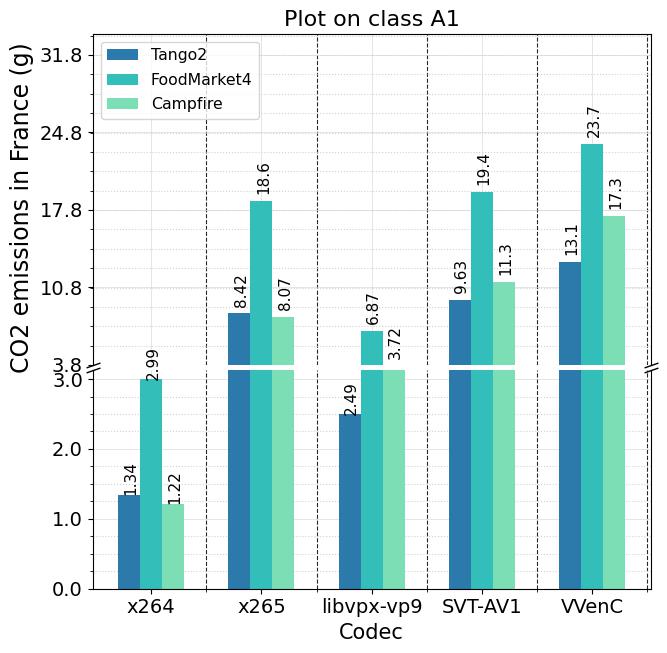 Plot on class A1
CO2 emissions in France (g)
31.8
24.8
17.8
10.8
3.8
3.0
2.0
1.0
0.0
Tango2
FoodMarket4
Campfire
1.34
2.99
1.22
8.42
18.6
8.07
2.49
6.87
3.72
9.63
19.4
11.3
13.1
23.7
17.3
x264
x265
libvpx-vp9
SVT-AV1
VVenC
Codec